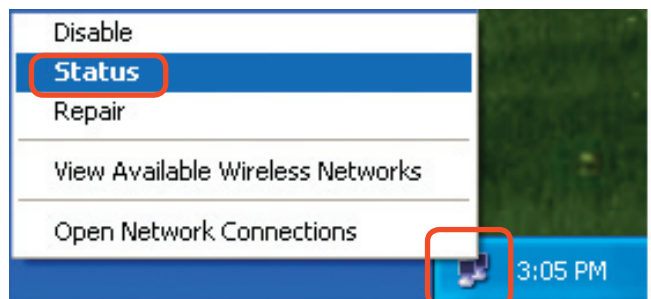 Disable
Status
Repair
View Available Wireless Networks
Open Network Connections
3:05 PM